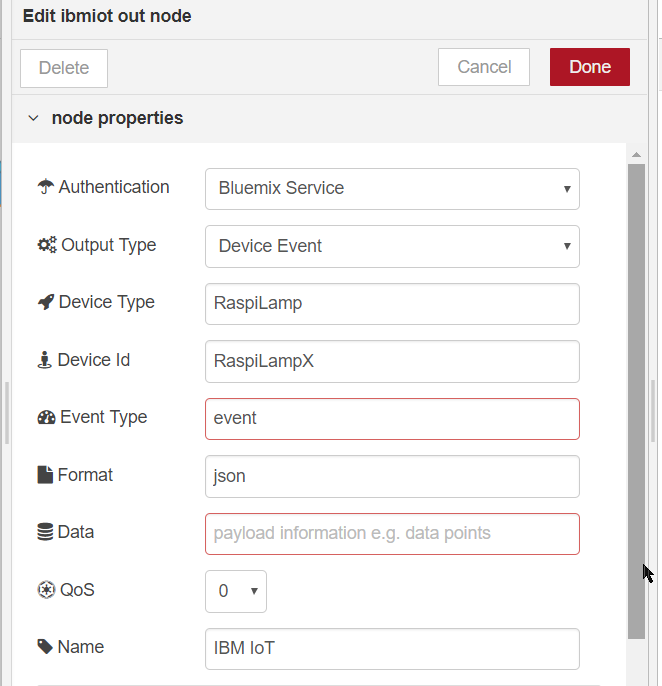 Edit ibmiot out node
Delete Cancel Done
node properties
Authentication Bluemix Service
Output Type Device Event
Device Type RaspiLamp
Device Id RaspiLampX
Event Type event
Format json
Data payload information e.g. data points
QoS 0
Name IBM IoT